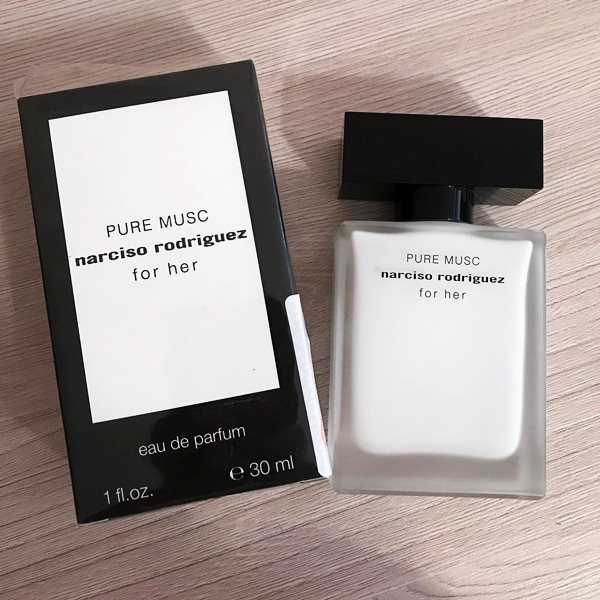 PURE MUSC
narciso rodriguez
for her
eau de parfum
1 fl.oz. ℮ 30 ml
PURE MUSC
narciso rodriguez
for her